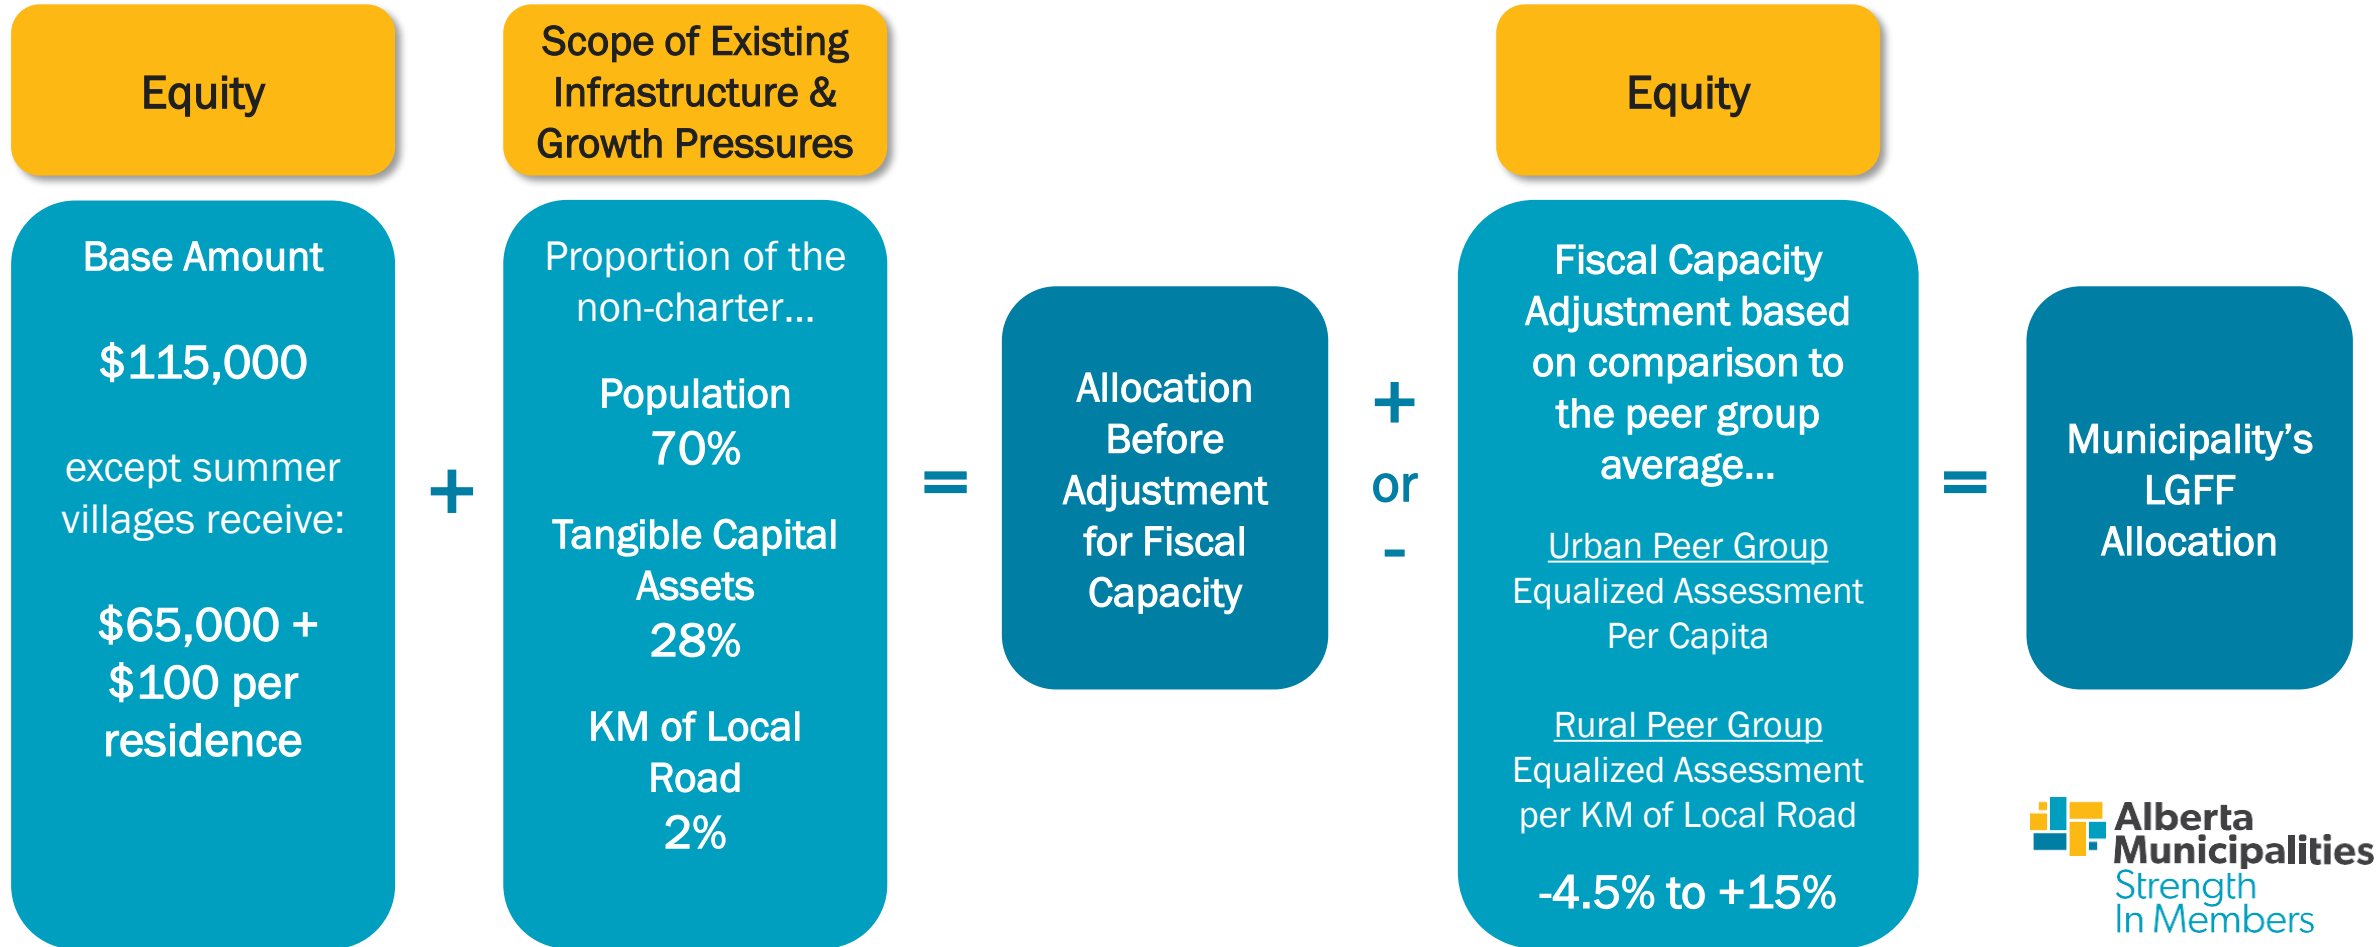 Equity
Base Amount
$115,000
except summer
villages receive:
$65,000 +
$100 per
residence
+
Scope of Existing
Infrastructure &
Growth Pressures
Proportion of the
non-charter...
Population
70%
Tangible Capital
Assets
28%
KM of Local
Road
2%
=
Allocation
Before
Adjustment
for Fiscal
Capacity
+
or
-
Equity
Fiscal Capacity
Adjustment based
on comparison to
the peer group
average...
Urban Peer Group
Equalized Assessment
Per Capita
Rural Peer Group
Equalized Assessment
per KM of Local Road
-4.5% to +15%
=
Municipality’s
LGFF
Allocation
Alberta
Municipalities
Strength
In Members